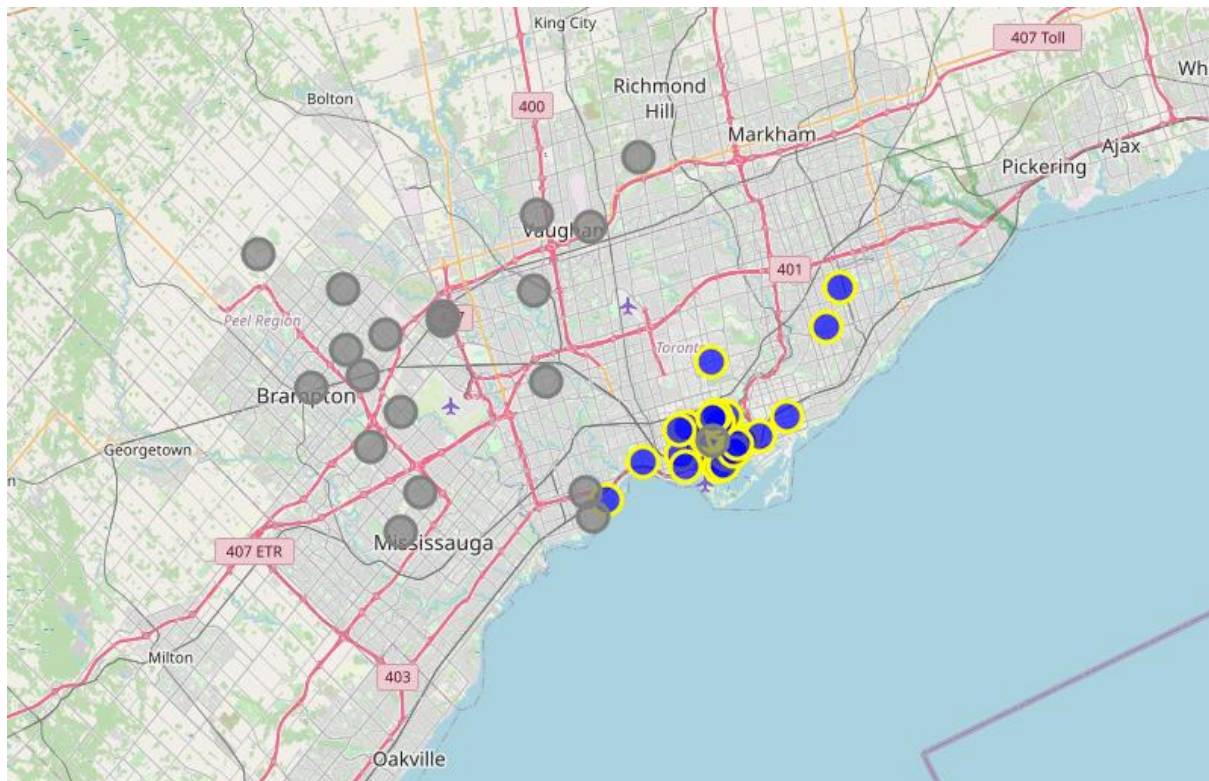 King City
407 Toll
Wh
Richmond
Hill
Bolton
400
Markham
Ajax
Pickering
Vaughan
401
Peel Region
Toronto
Brampton
Georgetown
n
407 ETR
Mississauga
Milton
403
Oakville